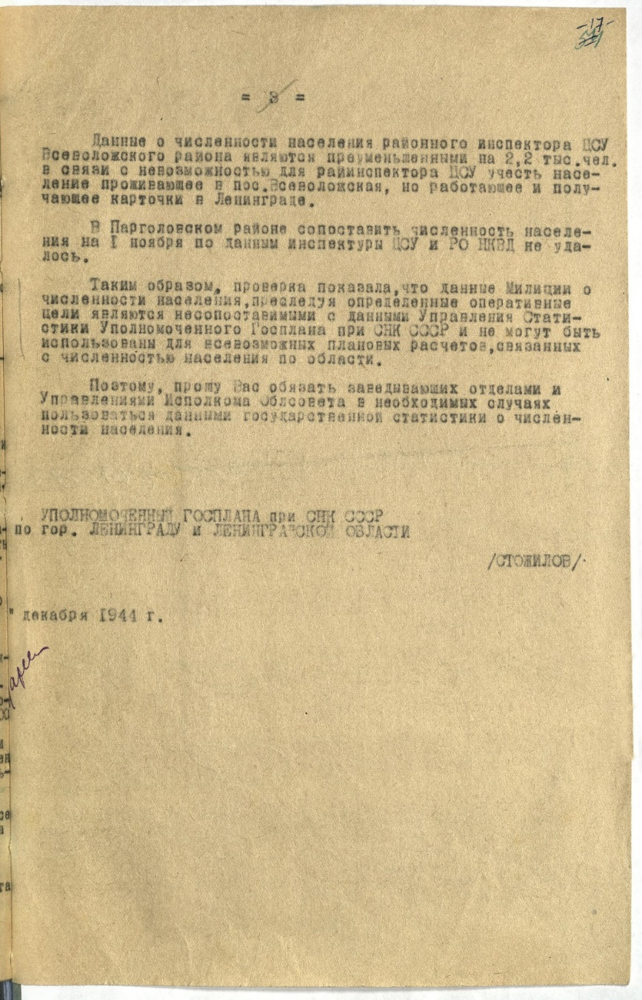 -17-
= 3 =
Данные о численности населения районного инспектора ЦСУ
Всеволожского района являются преуменьшенными на 2,2 тыс.чел.
в связи с невозможностью для райинспектора ЦСУ учесть насе-
ление проживающее в пос.Всеволожская, но работающее и полу-
чающее карточки в Ленинграде.
В Парголовском районе сопоставить численность населе-
ния на I ноября по данным инспектуры ЦСУ и РО НКВД не уда-
лось.
Таким образом, проверка показала,что данные Милиции о
численности населения,преследуя определенные оперативные
цели являются несопоставимыми с данными Управления Стати-
стики Уполномоченного Госплана при СНК СССР и не могут быть
использованы для всевозможных плановых расчетов,связанных
с численностью населения по области.
Поэтому, прошу Вас обязать заведывающих отделами и
Управлениями Исполкома Облсовета в необходимых случаях
пользоваться данными государственной статистики о числен-
ности населения.
УПОЛНОМОЧЕННЫЙ ГОСПЛАНА при СНК СССР
по гор. ЛЕНИНГРАДУ и ЛЕНИНГРАДСКОЙ ОБЛАСТИ
/СТОЖИЛОВ/
" декабря 1944 г.